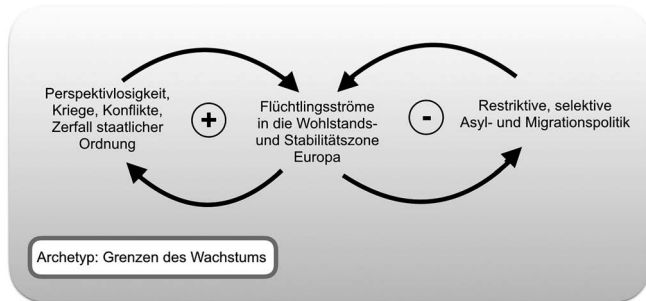 Perspektivlosigkeit,
Kriege, Konflikte,
Zerfall staatlicher
Ordnung
+
Flüchtlingsströme
in die Wohlstands-
und Stabilitätszone
Europa
-
Restriktive, selektive
Asyl- und Migrationspolitik
Archetyp: Grenzen des Wachstums